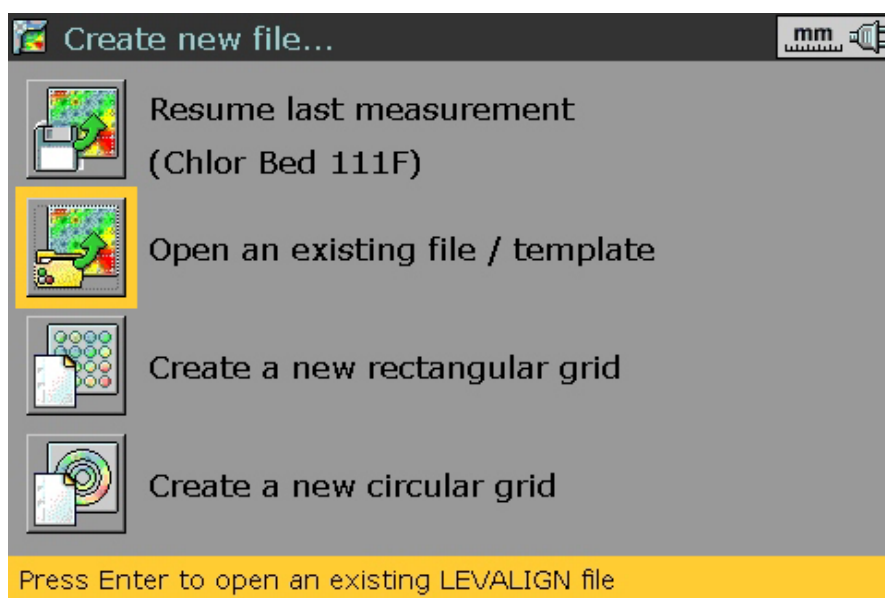 Create new file...
mm
Resume last measurement
(Chlor Bed 111F)
Open an existing file / template
Create a new rectangular grid
Create a new circular grid
Press Enter to open an existing LEVALIGN file